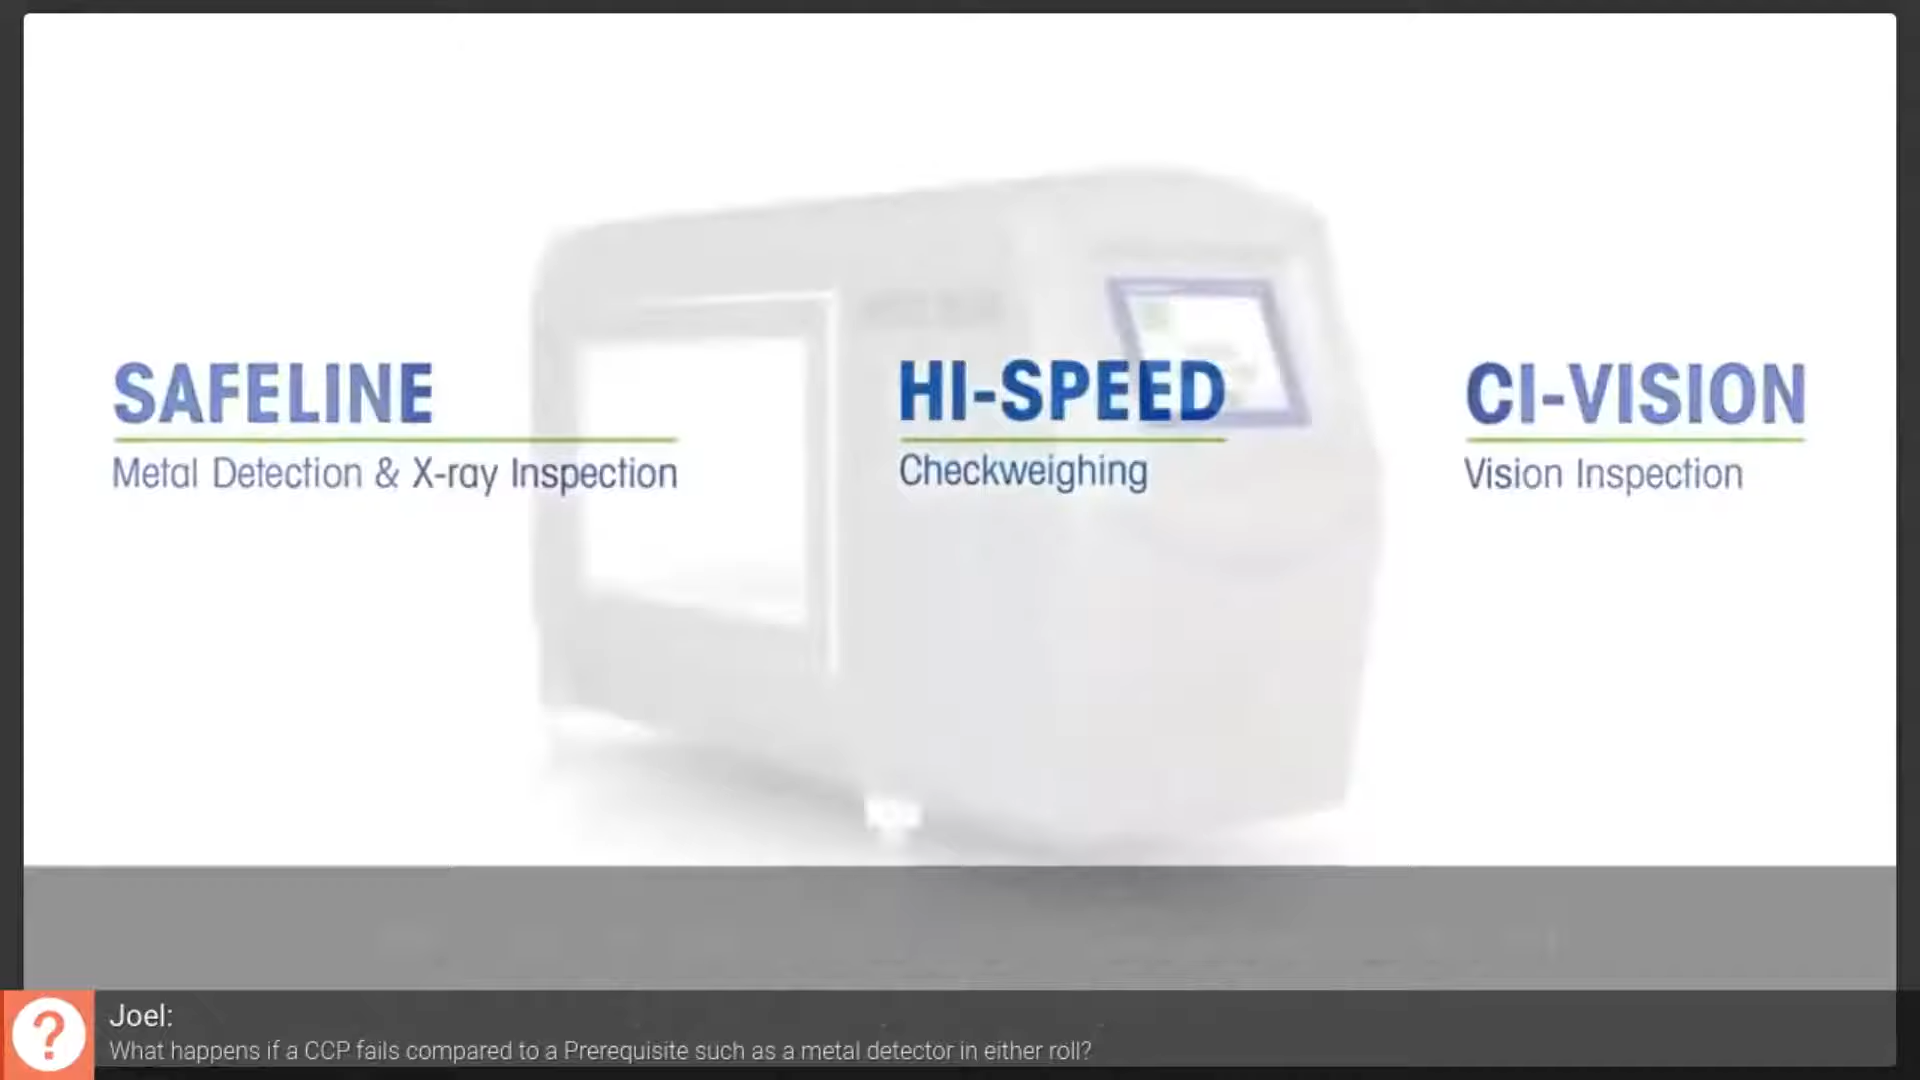 SAFELINE
Metal Detection & X-ray Inspection
HI-SPEED
Checkweighing
CI-VISION
Vision Inspection
?
Joel:
What happens if a CCP fails compared to a Prerequisite such as a metal detector in either roll?